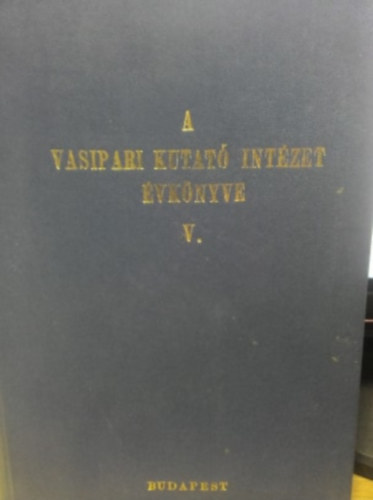 A
VASIPARI KUTATÓ INTÉZET
ÉVKÖNYVE
V.
BUDAPEST